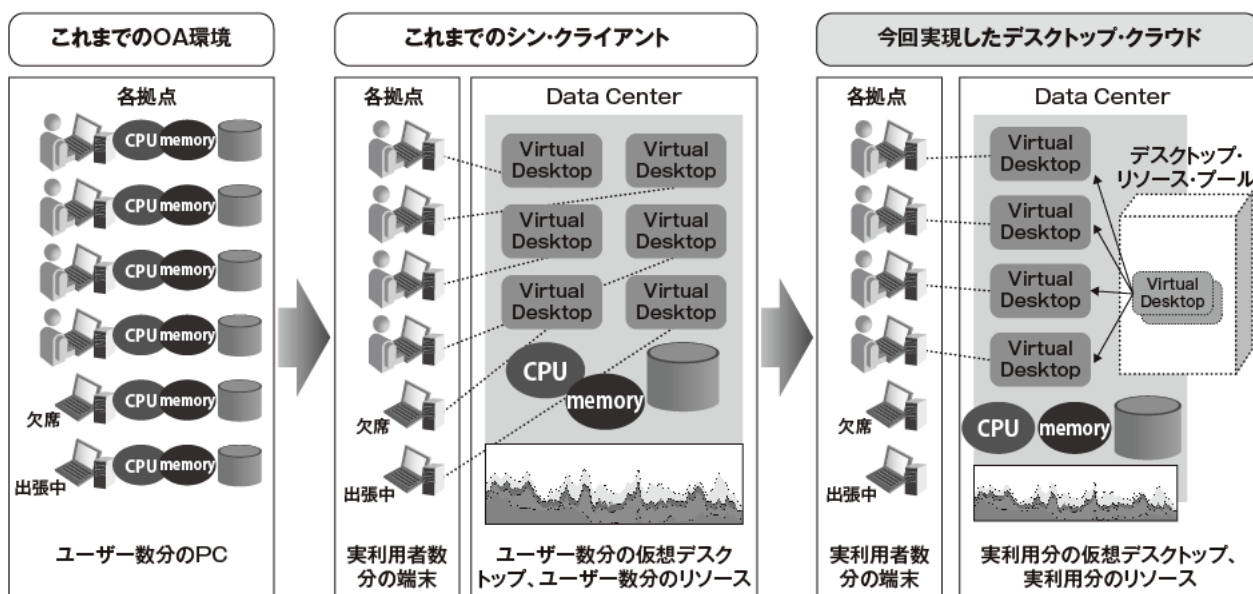 これまでのOA環境
各拠点
CPU memory
CPU memory
CPU memory
CPU memory
CPU memory
欠席
CPU memory
出張中
ユーザー数分のPC
これまでのシン・クライアント
各拠点
欠席
出張中
実利用者数
分の端末
Data Center
Virtual
Desktop
Virtual
Desktop
Virtual
Desktop
Virtual
Desktop
Virtual
Desktop
Virtual
Desktop
CPU
memory
ユーザー数分の仮想デスク
トップ、ユーザー数分のリソース
今回実現したデスクトップ・クラウド
各拠点
欠席
出張中
実利用者数
分の端末
Data Center
Virtual
Desktop
Virtual
Desktop
Virtual
Desktop
Virtual
Desktop
デスクトップ・
リソース・プール
Virtual
Desktop
CPU
memory
実利用分の仮想デスクトップ、
実利用分のリソース